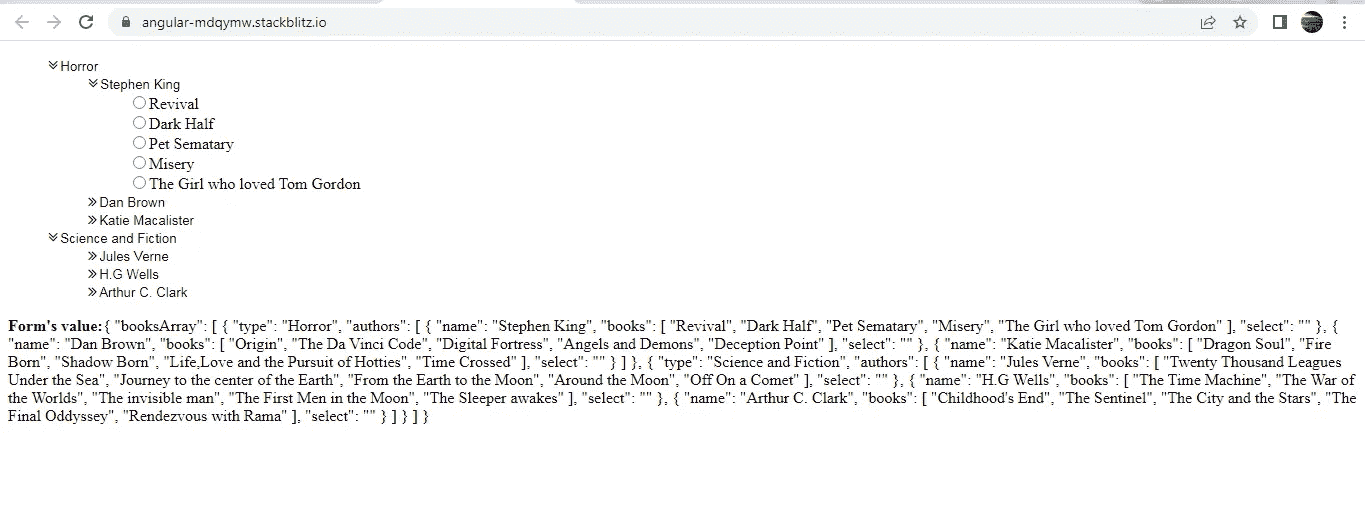 angular-mdqymw.stackblitz.io
Horror
Stephen King
Revival
Dark Half
Pet Sematary
Misery
The Girl who loved Tom Gordon
Dan Brown
Katie Macalister
Science and Fiction
Jules Verne
H.G Wells
Arthur C. Clark
Form's value:{ "booksArray": [ { "type": "Horror", "authors": [ { "name": "Stephen King", "books": [ "Revival", "Dark Half", "Pet Sematary", "Misery", "The Girl who loved Tom Gordon" ], "select": "" }, {
"name": "Dan Brown", "books": [ "Origin", "The Da Vinci Code", "Digital Fortress", "Angels and Demons", "Deception Point" ], "select": "" }, { "name": "Katie Macalister", "books": [ "Dragon Soul", "Fire
Born", "Shadow Born", "Life,Love and the Pursuit of Hotties", "Time Crossed" ], "select": "" } ] }, { "type": "Science and Fiction", "authors": [ { "name": "Jules Verne", "books": [ "Twenty Thousand Leagues
Under the Sea", "Journey to the center of the Earth", "From the Earth to the Moon", "Around the Moon", "Off On a Comet" ], "select": "" }, { "name": "H.G Wells", "books": [ "The Time Machine", "The War of
the Worlds", "The invisible man", "The First Men in the Moon", "The Sleeper awakes" ], "select": "" }, { "name": "Arthur C. Clark", "books": [ "Childhood's End", "The Sentinel", "The City and the Stars", "The
Final Oddyssey", "Rendezvous with Rama" ], "select": "" } ] } ] }